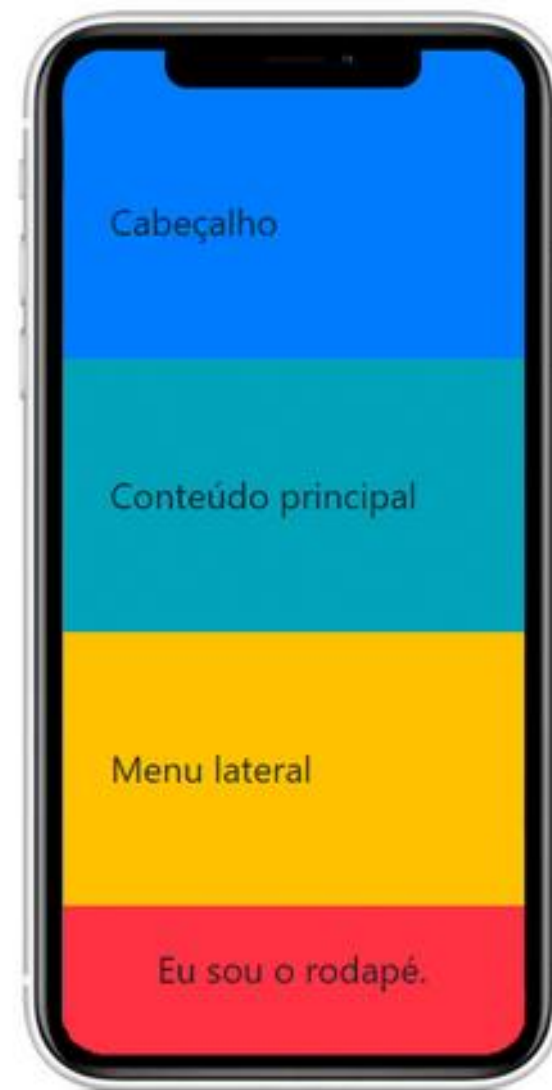 Cabeçalho
Conteúdo principal
Menu lateral
Eu sou o rodapé.